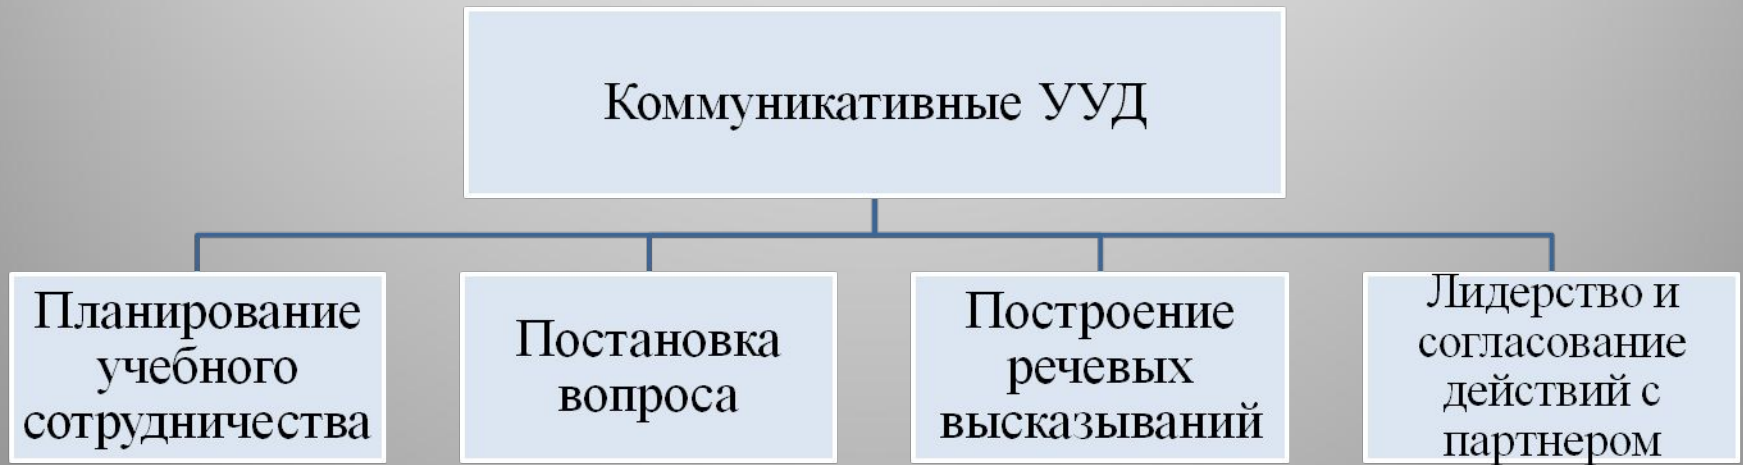 Коммуникативные УУД
Планирование
учебного
сотрудничества
Постановка
вопроса
Построение
речевых
высказываний
Лидерство и
согласование
действий с
партнером